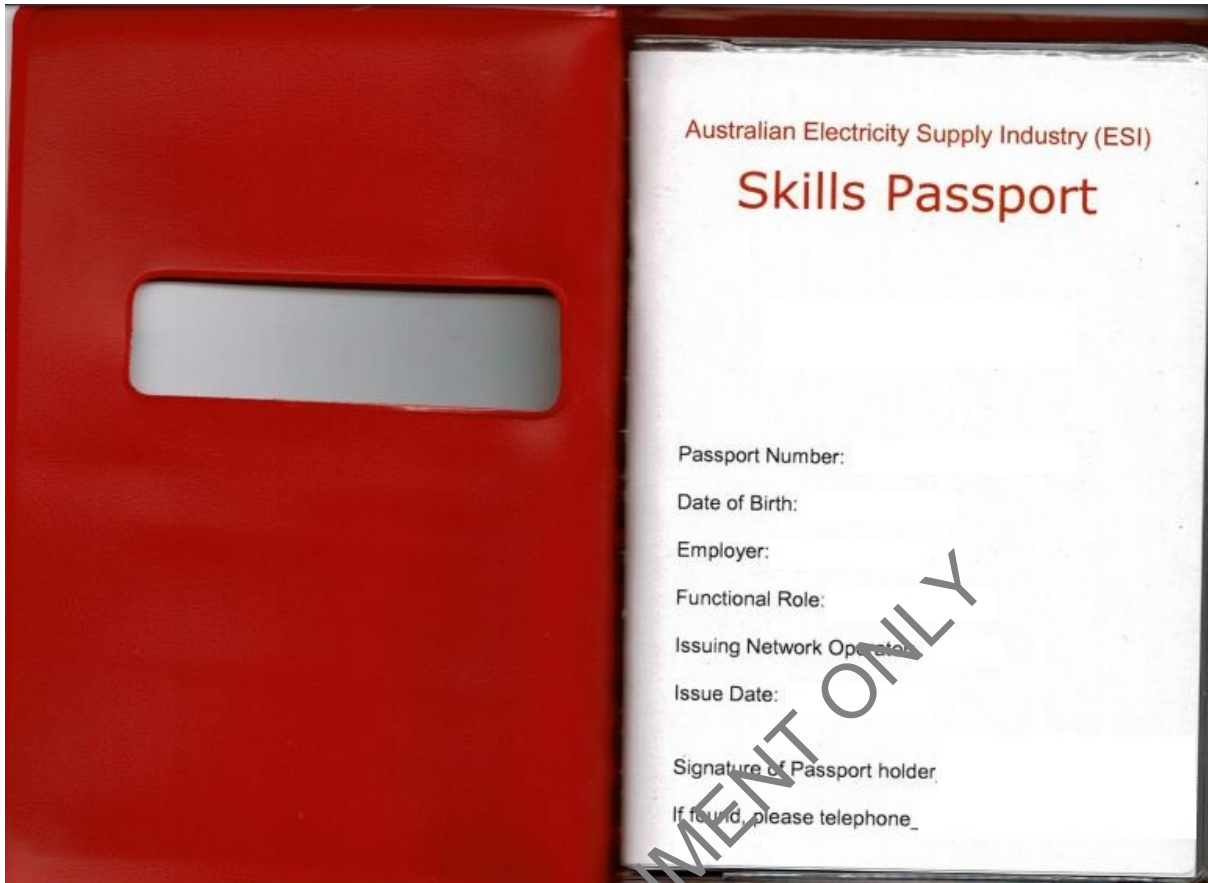 Australian Electricity Supply Industry (ESI)
Skills Passport
Passport Number:
Date of Birth:
Employer:
Functional Role:
Issuing Network Operator
Issue Date:
Signature of Passport holder
If found, please telephone_
ONLY